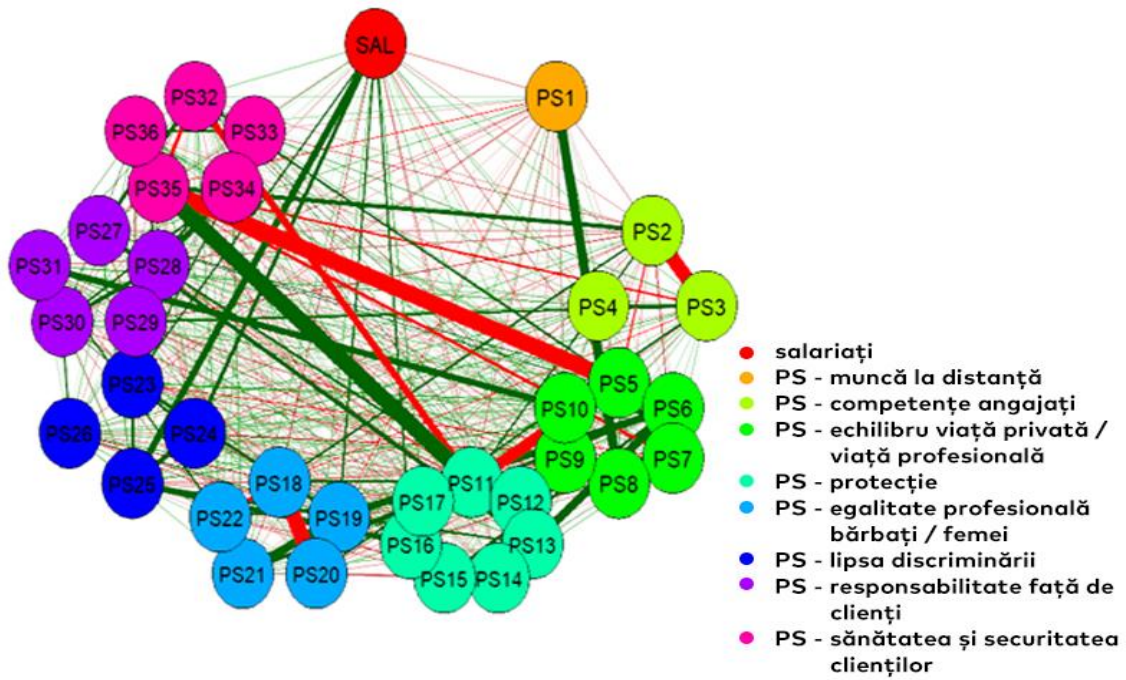 SAL
PS1
PS32
PS36
PS33
PS35
PS34
PS2
PS27
PS31
PS28
PS4
PS3
PS30
PS29
PS23
PS5
PS10
PS6
PS26
PS24
PS9
PS7
PS25
PS18
PS11
PS8
PS22
PS19
PS17
PS12
PS16
PS13
PS21
PS20
PS15
PS14
salariați
PS - muncă la distanță
PS - competențe angajați
PS - echilibru viață privată /
viață profesională
PS - protecție
PS - egalitate profesională
bărbați / femei
PS - lipsa discriminării
PS - responsabilitate față de
clienți
PS - sănătatea și securitatea
clienților